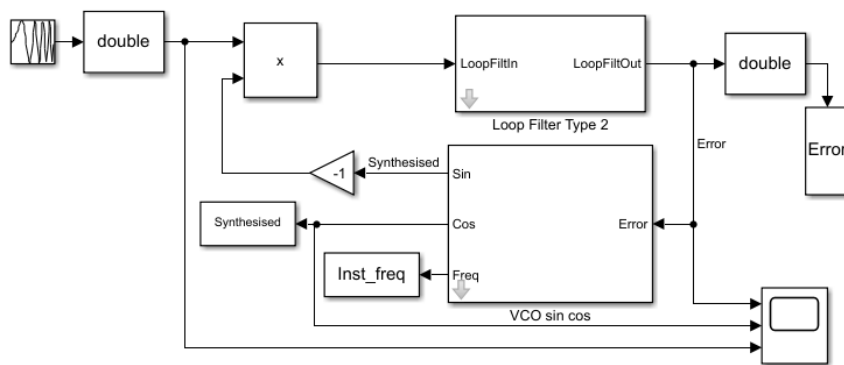 double
x
LoopFiltIn
LoopFiltOut
Loop Filter Type 2
double
Error
Error
-1
Synthesised
Sin
Cos
Freq
Error
VCO sin cos
Synthesised
Inst_freq